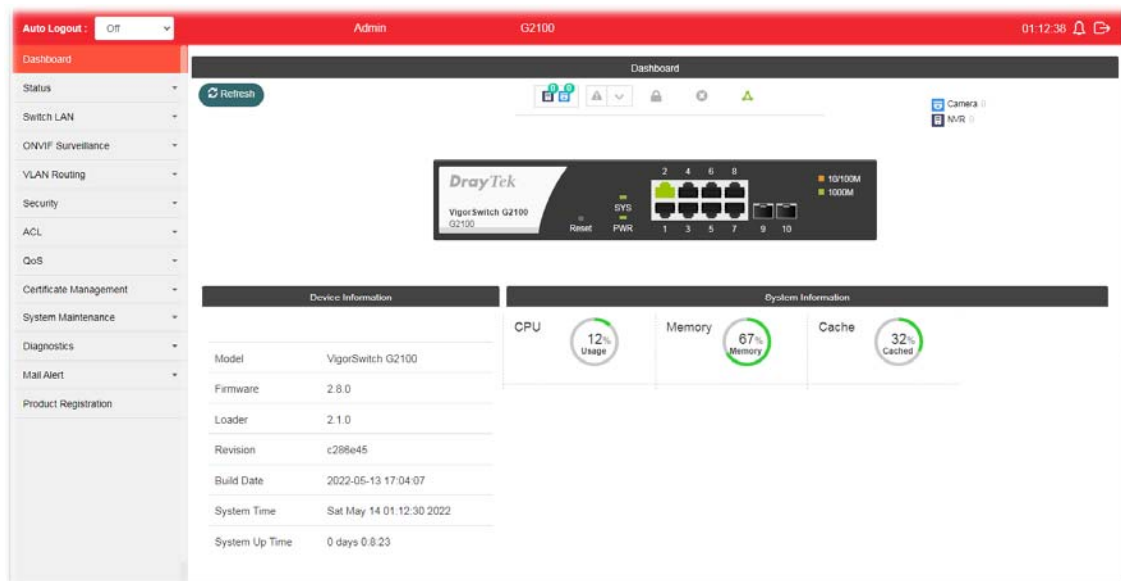 Auto Logout : Off Admin G2100 01:12:38
Dashboard
Status
Switch LAN
ONVIF Surveillance
VLAN Routing
Security
ACL
QoS
Certificate Management
System Maintenance
Diagnostics
Mail Alert
Product Registration
Dashboard
Refresh
0 0
Camera 0
NVR 0
DrayTek
VigorSwitch G2100
G2100
Reset
SYS
PWR
2 4 6 8
1 3 5 7 9 10
10/100M
1000M
Device Information
Model VigorSwitch G2100
Firmware 2.8.0
Loader 2.1.0
Revision c286e45
Build Date 2022-05-13 17:04:07
System Time Sat May 14 01:12:30 2022
System Up Time 0 days 0:8:23
System Information
CPU 12% Usage
Memory 67% Memory
Cache 32% Cached